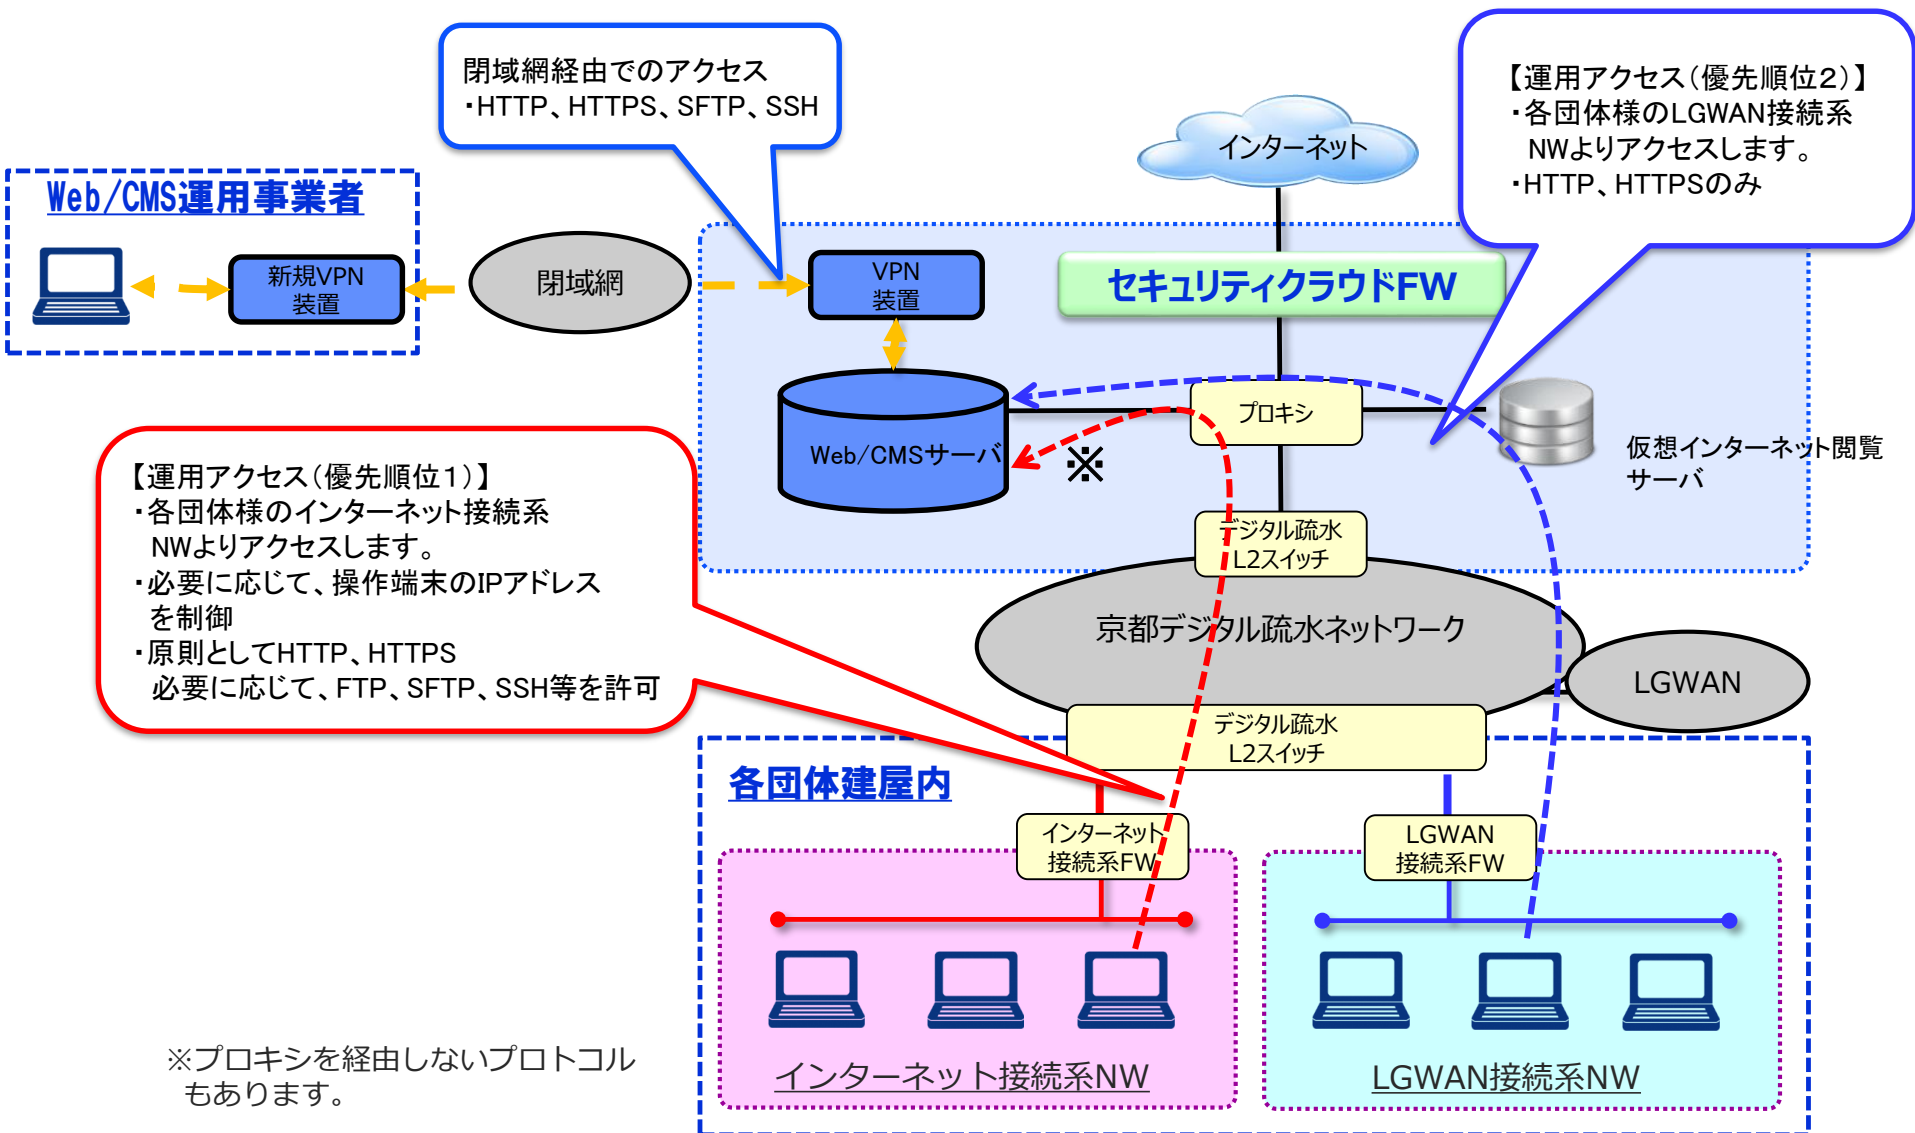 閉域網経由でのアクセス
・HTTP、HTTPS、SFTP、SSH
【運用アクセス（優先順位２）】
・各団体様のLGWAN接続系
NWよりアクセスします。
・HTTP、HTTPSのみ
インターネット
Web/CMS運用事業者
新規VPN
装置
閉域網
VPN
装置
セキュリティクラウドFW
プロキシ
Web/CMSサーバ
※
仮想インターネット閲覧
サーバ
【運用アクセス（優先順位１）】
・各団体様のインターネット接続系
NWよりアクセスします。
・必要に応じて、操作端末のIPアドレス
を制御
・原則としてHTTP、HTTPS
必要に応じて、FTP、SFTP、SSH等を許可
デジタル疏水
L2スイッチ
京都デジタル疏水ネットワーク
LGWAN
デジタル疏水
L2スイッチ
各団体建屋内
インターネット
接続系FW
LGWAN
接続系FW
インターネット接続系NW
LGWAN接続系NW
※プロキシを経由しないプロトコル
もあります。